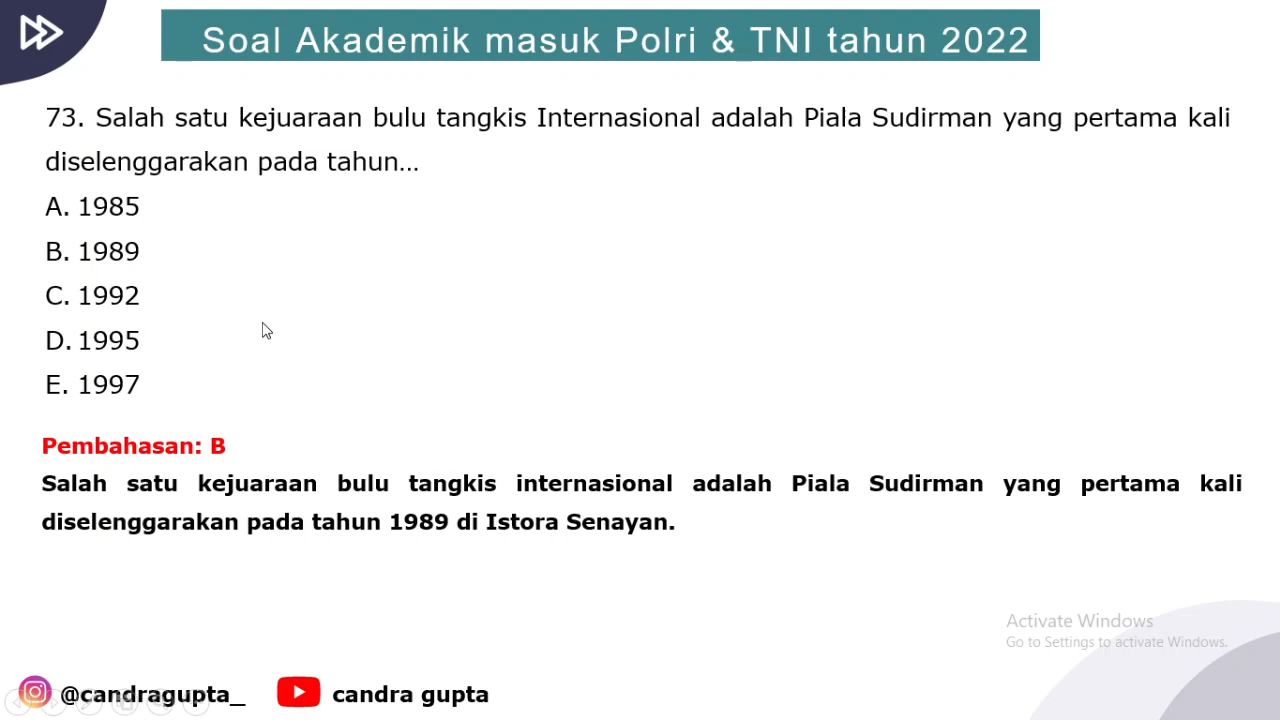 Soal Akademik masuk Polri & TNI tahun 2022
73. Salah satu kejuaraan bulu tangkis Internasional adalah Piala Sudirman yang pertama kali
diselenggarakan pada tahun...
A. 1985
B. 1989
C. 1992
D. 1995
E. 1997
Pembahasan: B
Salah satu kejuaraan bulu tangkis internasional adalah Piala Sudirman yang pertama kali
diselenggarakan pada tahun 1989 di Istora Senayan.
Activate Windows
Go to Settings to activate Windows.
@candragupta_ candra gupta